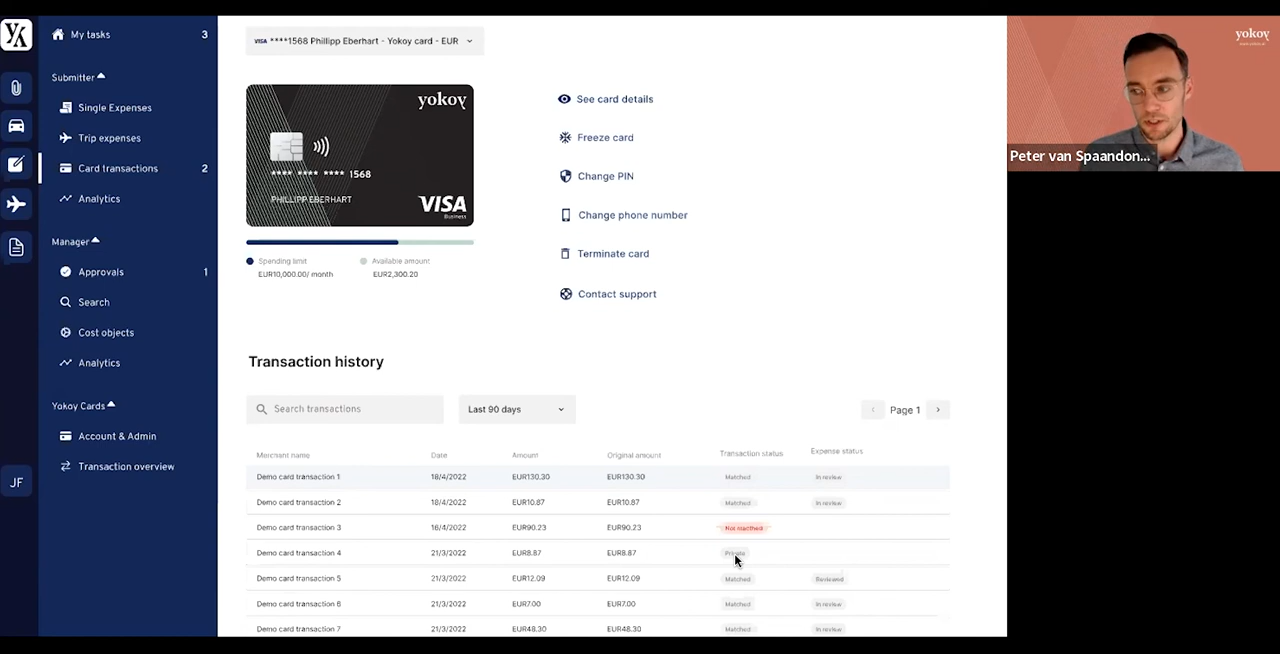 YX
My tasks 3
Submitter
Single Expenses
Trip expenses
Card transactions 2
Analytics
Manager
Approvals 1
Search
Cost objects
Analytics
Yokoy Cards
Account & Admin
Transaction overview
JF
VISA ****1568 Phillipp Eberhart - Yokoy card - EUR
yokoy
**** **** **** 1568
PHILLIPP EBERHART
VISA
Business
Spending limit Available amount
EUR10,000.00/ month EUR2,300.20
See card details
Freeze card
Change PIN
Change phone number
Terminate card
Contact support
Transaction history
Search transactions Last 90 days Page 1
Merchant name Date Amount Original amount Transaction status Expense status
Demo card transaction 1 18/4/2022 EUR130.30 EUR130.30 Matched In review
Demo card transaction 2 18/4/2022 EUR10.87 EUR10.87 Matched In review
Demo card transaction 3 16/4/2022 EUR90.23 EUR90.23 Not macthed
Demo card transaction 4 21/3/2022 EUR8.87 EUR8.87 Private
Demo card transaction 5 21/3/2022 EUR12.09 EUR12.09 Matched Reviewed
Demo card transaction 6 21/3/2022 EUR7.00 EUR7.00 Matched In review
Demo card transaction 7 21/3/2022 EUR48.30 EUR48.30 Matched In review
yokoy
Peter van Spaandon...